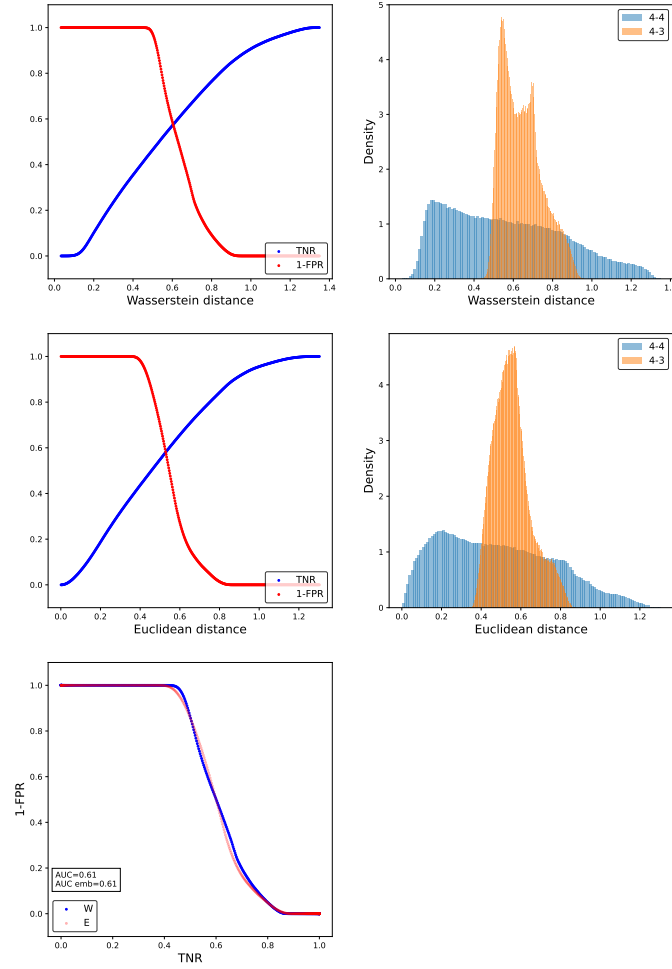 1.0
0.8
0.6
0.4
0.2
0.0
TNR
1-FPR
0.0 0.2 0.4 0.6 0.8 1.0 1.2 1.4
Wasserstein distance
5
4
3
2
1
0
Density
4-4
4-3
0.0 0.2 0.4 0.6 0.8 1.0 1.2 1.4
Wasserstein distance
1.0
0.8
0.6
0.4
0.2
0.0
TNR
1-FPR
0.0 0.2 0.4 0.6 0.8 1.0 1.2
Euclidean distance
4
3
2
1
0
Density
4-4
4-3
0.0 0.2 0.4 0.6 0.8 1.0 1.2
Euclidean distance
1.0
0.8
0.6
0.4
0.2
0.0
1-FPR
AUC=0.61
AUC emb=0.61
W
E
0.0 0.2 0.4 0.6 0.8 1.0
TNR